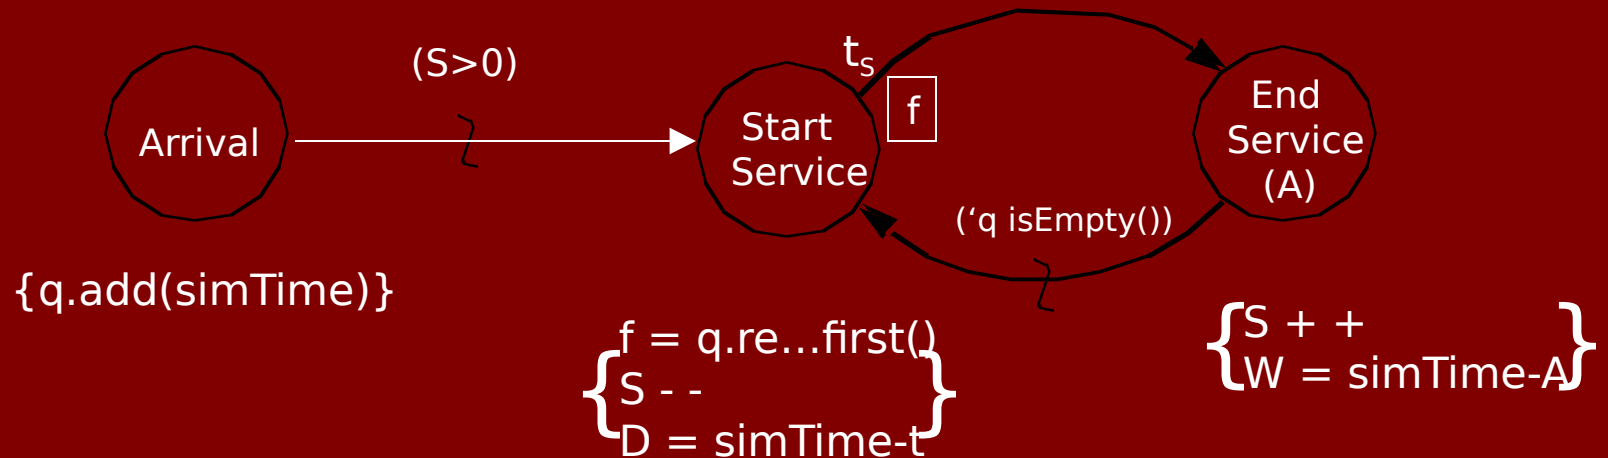 (S>0)
tS
f
Arrival
Start
Service
End
Service
(A)
(‘q isEmpty())
{q.add(simTime)}
{f = q.re...first()
S - -
D = simTime-t}
{S + +
W = simTime-A}